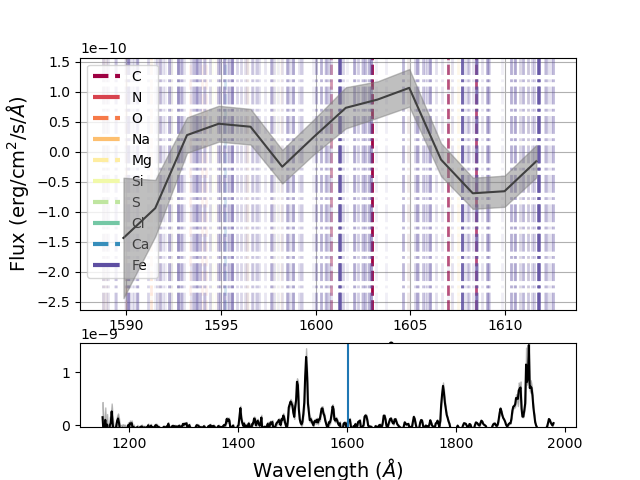 1e−10
1.5
1.0
0.5
0.0
−0.5
−1.0
−1.5
−2.0
−2.5
Flux (erg/cm²/s/Å)
C
N
O
Na
Mg
Si
S
Cl
Ca
Fe
1590 1595 1600 1605 1610
1e−9
1
0
1200 1400 1600 1800 2000
Wavelength (Å)